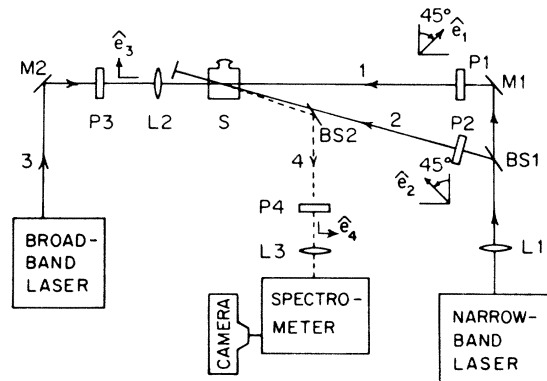 45° ê₁
ê₃
M2 1 P1 M1
P3 L2 S 2 P2
BS2
3 4 45° BS1
ê₂
P4
ê₄
L3 L1
BROAD-
BAND
LASER
CAMERA
SPECTRO-
METER
NARROW-
BAND
LASER